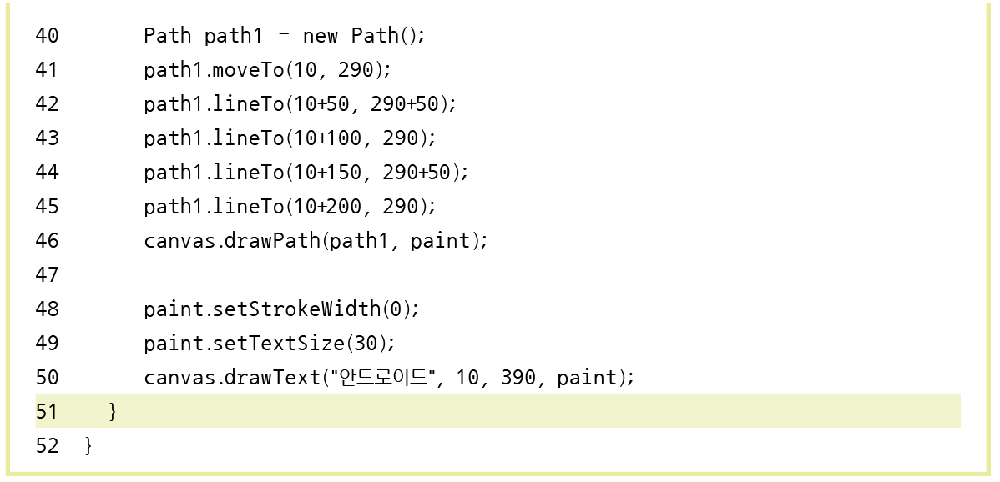 40 Path path1 = new Path();
41 path1.moveTo(10, 290);
42 path1.lineTo(10+50, 290+50);
43 path1.lineTo(10+100, 290);
44 path1.lineTo(10+150, 290+50);
45 path1.lineTo(10+200, 290);
46 canvas.drawPath(path1, paint);
47
48 paint.setStrokeWidth(0);
49 paint.setTextSize(30);
50 canvas.drawText("안드로이드", 10, 390, paint);
51 }
52 }